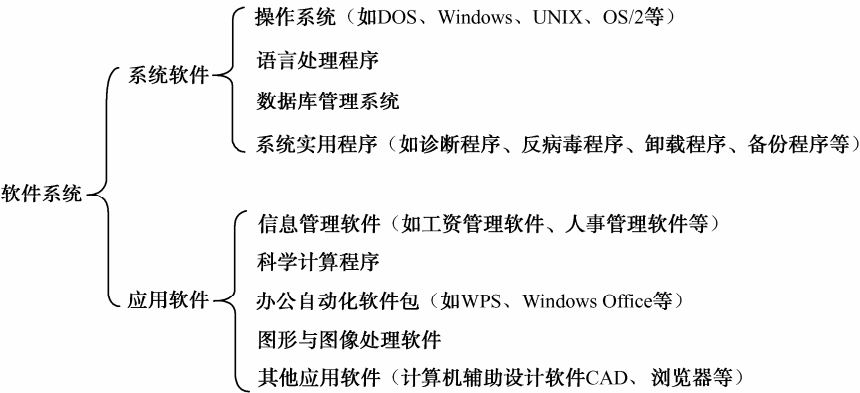 操作系统（如DOS、Windows、UNIX、OS/2等）
语言处理程序
系统软件
数据库管理系统
系统实用程序（如诊断程序、反病毒程序、卸载程序、备份程序等）
软件系统
信息管理软件（如工资管理软件、人事管理软件等）
科学计算程序
应用软件
办公自动化软件包（如WPS、Windows Office等）
图形与图像处理软件
其他应用软件（计算机辅助设计软件CAD、浏览器等）